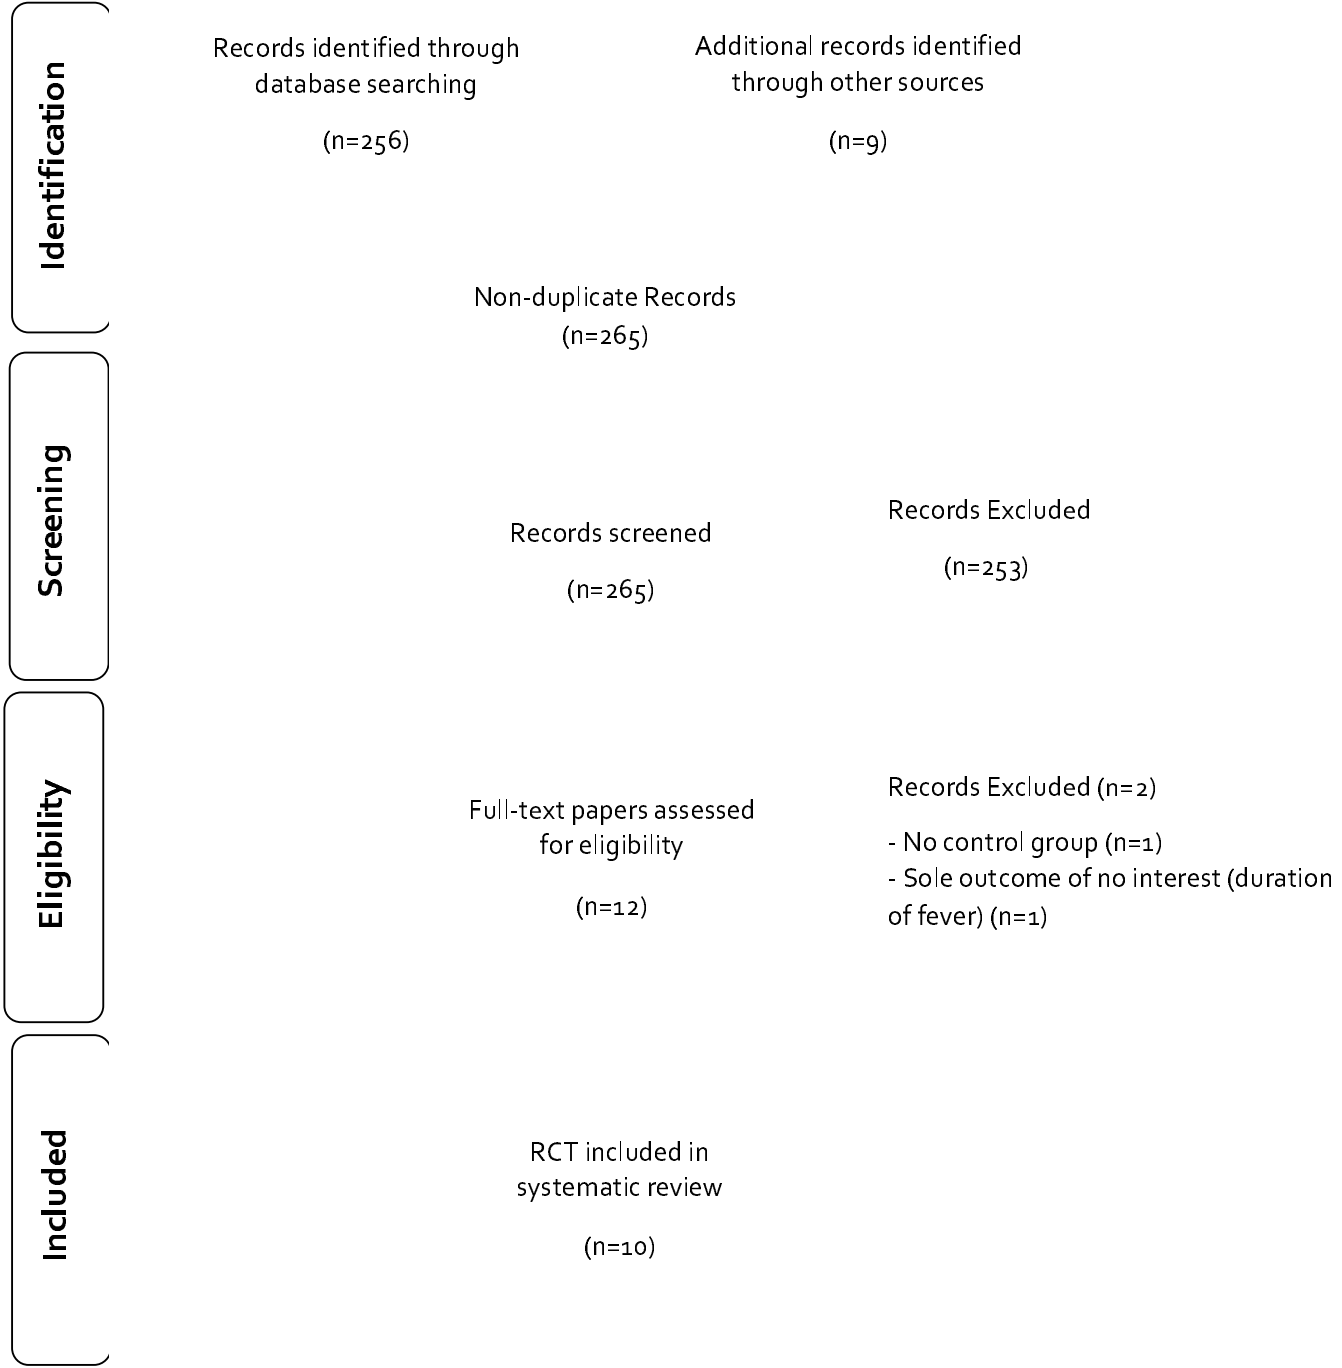 Identification
Records identified through
database searching
(n=256)
Additional records identified
through other sources
(n=9)
Non-duplicate Records
(n=265)
Screening
Records screened
(n=265)
Records Excluded
(n=253)
Eligibility
Full-text papers assessed
for eligibility
(n=12)
Records Excluded (n=2)
- No control group (n=1)
- Sole outcome of no interest (duration
of fever) (n=1)
Included
RCT included in
systematic review
(n=10)